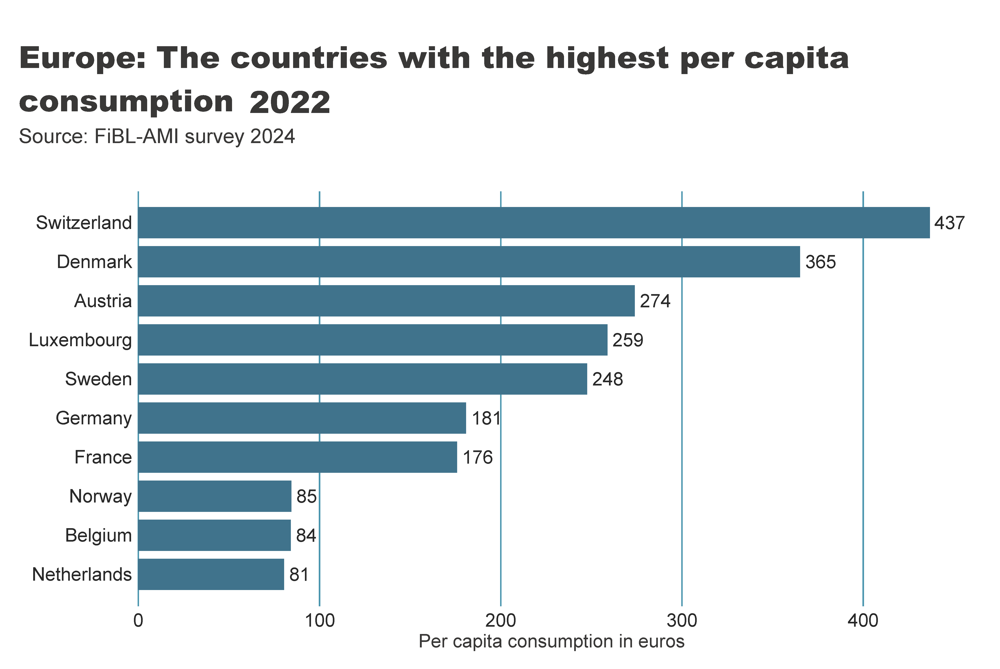 Europe: The countries with the highest per capita
consumption 2022
Source: FiBL-AMI survey 2024
Switzerland 437
Denmark 365
Austria 274
Luxembourg 259
Sweden 248
Germany 181
France 176
Norway 85
Belgium 84
Netherlands 81
0 100 200 300 400
Per capita consumption in euros